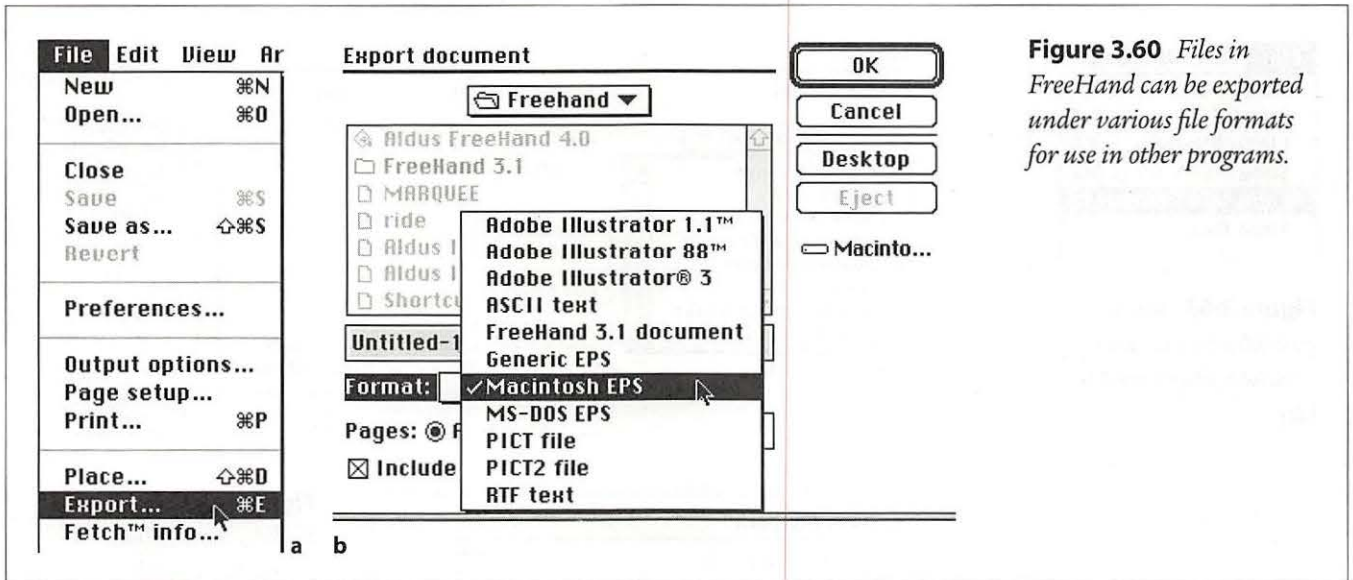 File Edit View Ar
New ⌘N
Open... ⌘O
Close
Save ⌘S
Save as... ⇧⌘S
Revert
Preferences...
Output options...
Page setup...
Print... ⌘P
Place... ⇧⌘D
Export... ⌘E
Fetch™ info...
a
Export document
Freehand ▼
Aldus FreeHand 4.0
FreeHand 3.1
MARQUEE
ride
Aldus I
Aldus I
Shortcu
Untitled-1
Format:
Pages:
Include
Adobe Illustrator 1.1™
Adobe Illustrator 88™
Adobe Illustrator® 3
ASCII text
FreeHand 3.1 document
Generic EPS
✓Macintosh EPS
MS-DOS EPS
PICT file
PICT2 file
RTF text
OK
Cancel
Desktop
Eject
Macinto...
b
Figure 3.60 Files in
FreeHand can be exported
under various file formats
for use in other programs.